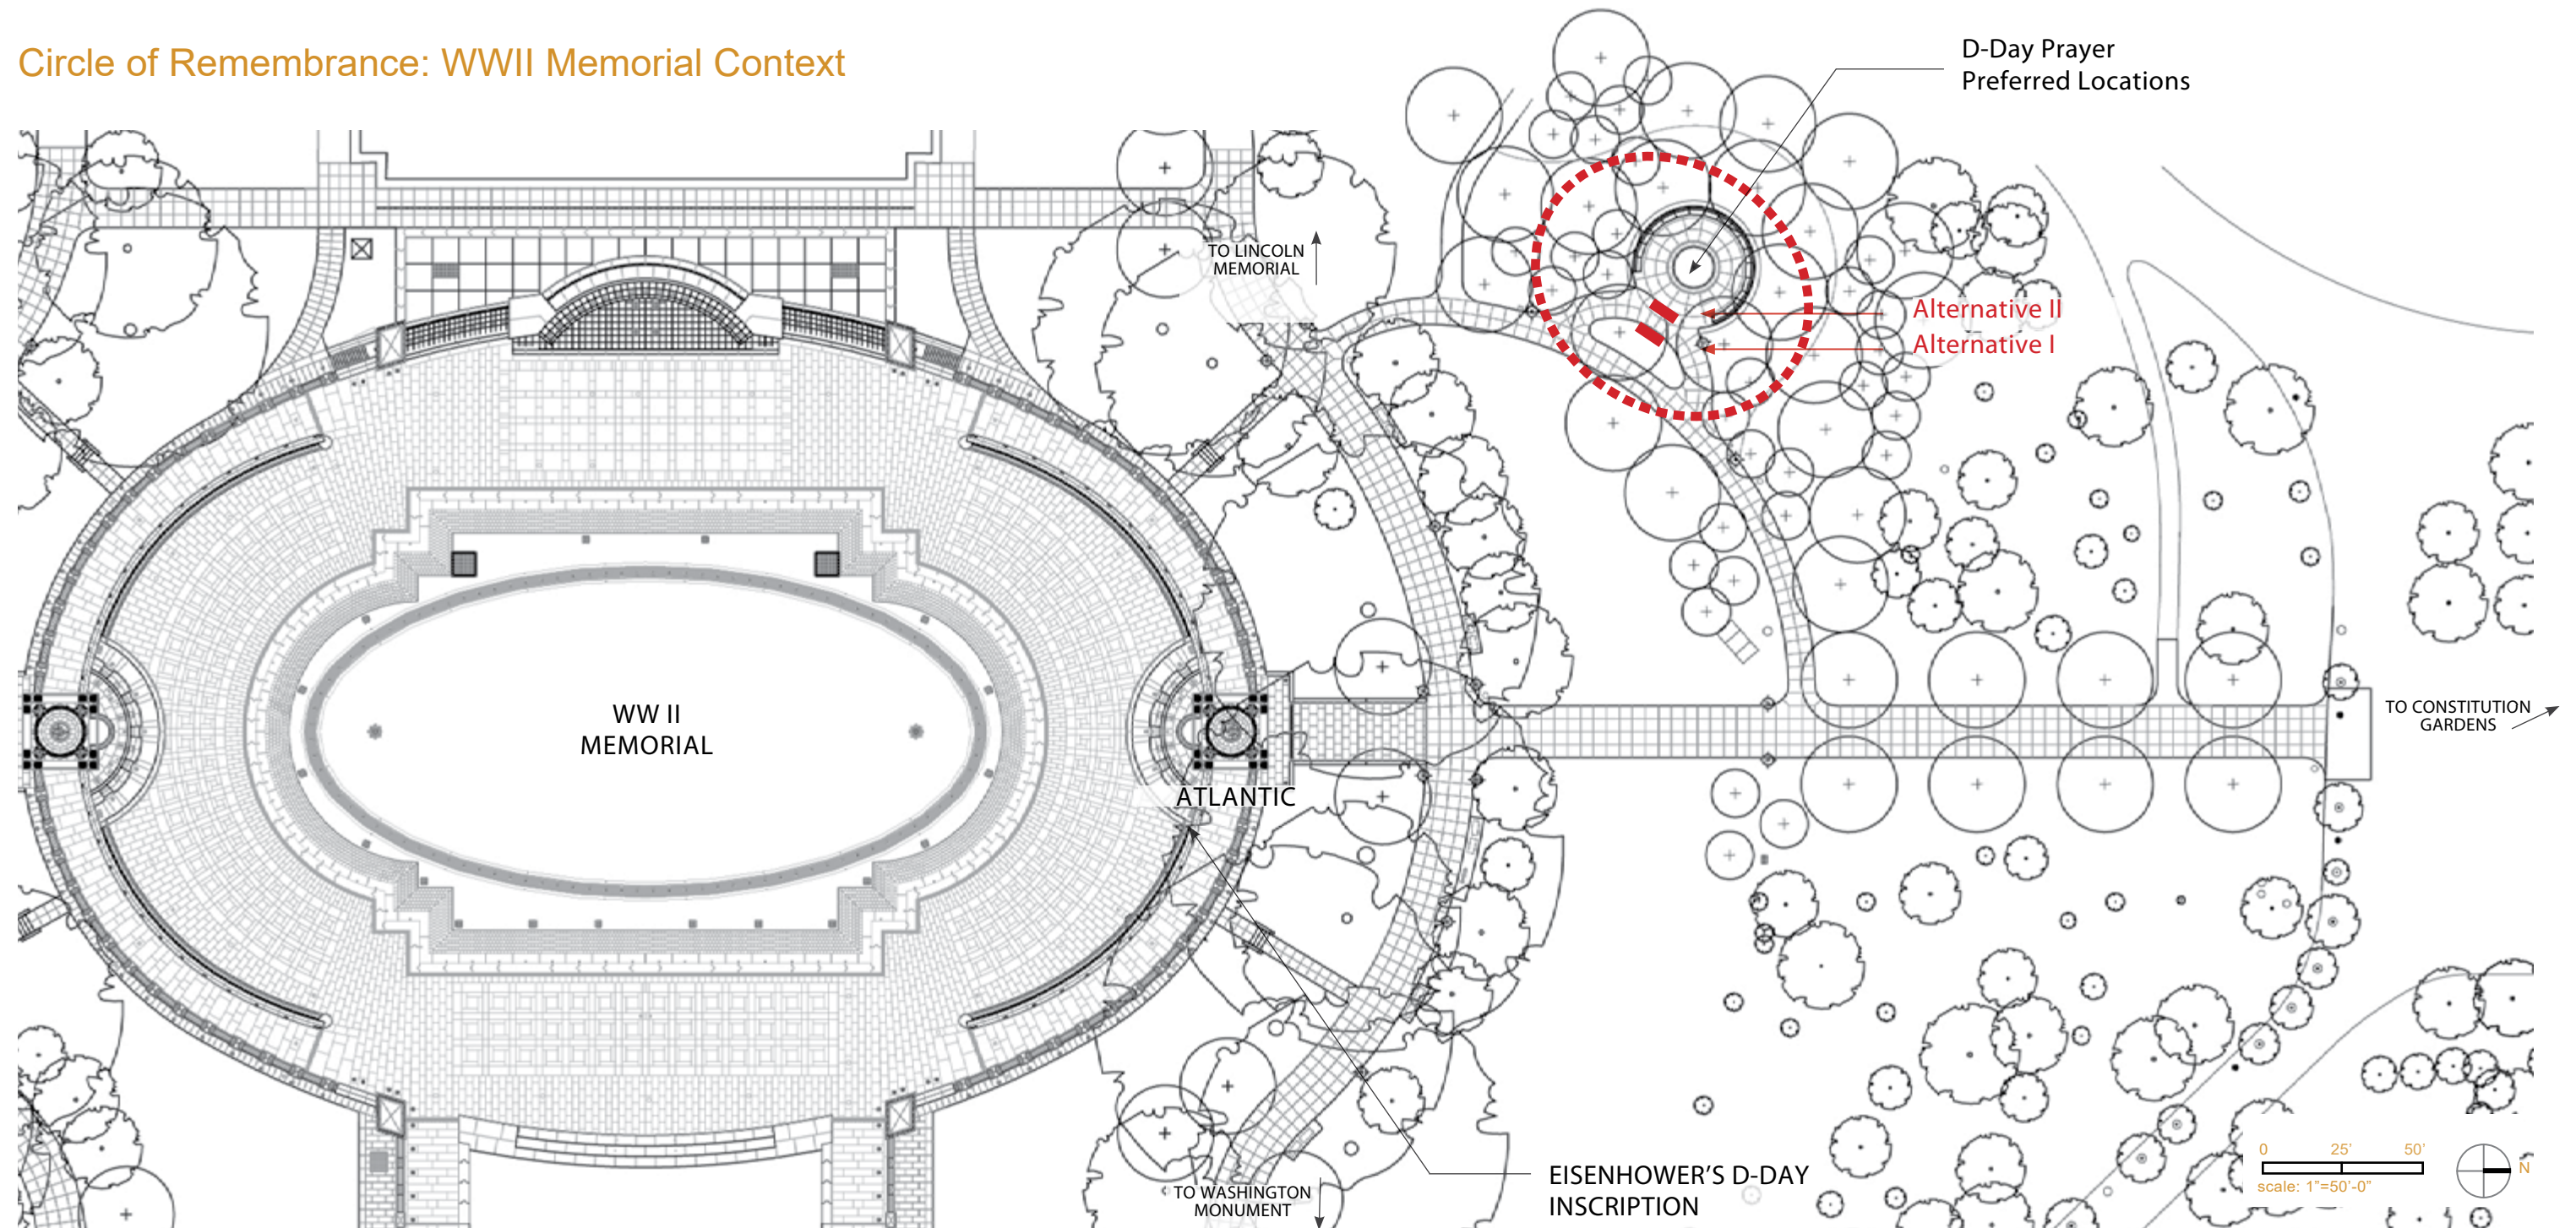 Circle of Remembrance: WWII Memorial Context
D-Day Prayer
Preferred Locations
TO LINCOLN
MEMORIAL
Alternative II
Alternative I
WW II
MEMORIAL
ATLANTIC
TO CONSTITUTION
GARDENS
EISENHOWER’S D-DAY
INSCRIPTION
TO WASHINGTON
MONUMENT
0 25’ 50’
scale: 1”=50’-0”
N